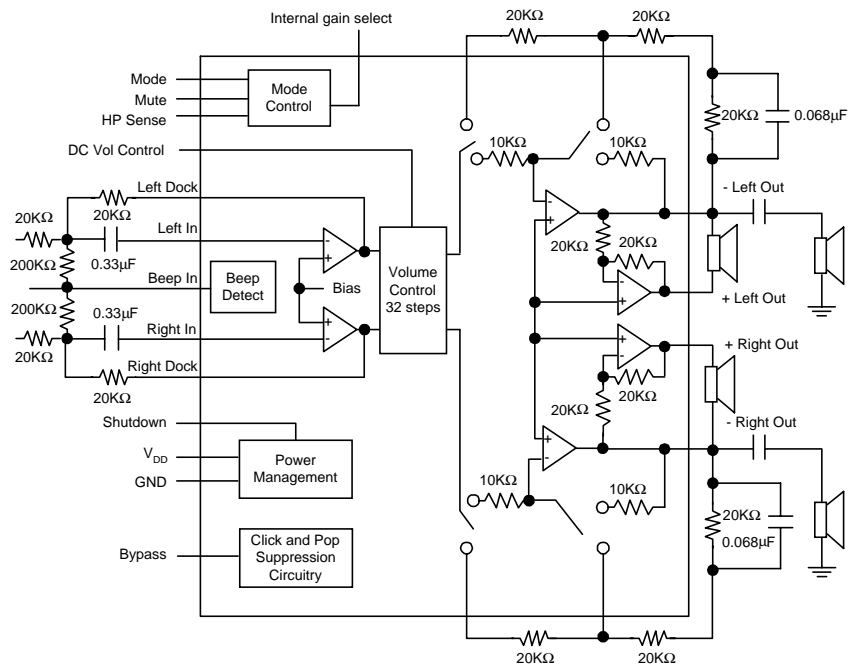 Internal gain select
20KΩ
20KΩ
Mode
Mute
HP Sense
Mode
Control
20KΩ
0.068µF
DC Vol Control
10KΩ
10KΩ
Left Dock
- Left Out
20KΩ
20KΩ
Left In
0.33µF
200KΩ
Beep In
Beep
Detect
Bias
Volume
Control
32 steps
20KΩ
20KΩ
+ Left Out
200KΩ
0.33µF
Right In
20KΩ
Right Dock
20KΩ
+ Right Out
20KΩ
20KΩ
- Right Out
Shutdown
VDD
GND
Power
Management
10KΩ
10KΩ
20KΩ
0.068µF
Bypass
Click and Pop
Suppression
Circuitry
20KΩ
20KΩ
-
+
-
+
+
-
+
-
-
+
+
-